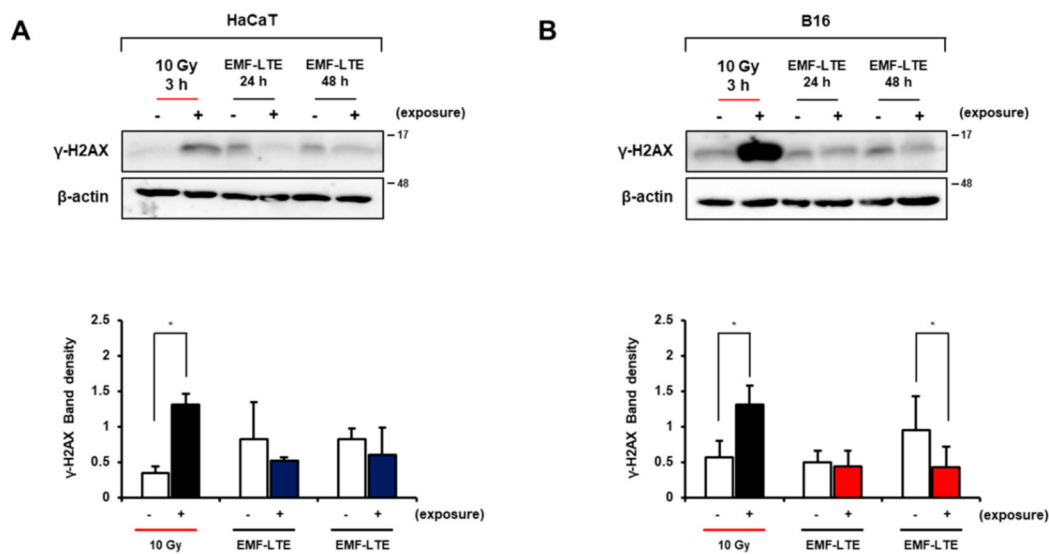 A
HaCaT
10 Gy
3 h
EMF-LTE
24 h
EMF-LTE
48 h
- + - + - + (exposure)
γ-H2AX
17
β-actin
48
γ-H2AX Band density
2.5
2
1.5
1
0.5
0
*
- + - + - + (exposure)
10 Gy EMF-LTE EMF-LTE
B
B16
10 Gy
3 h
EMF-LTE
24 h
EMF-LTE
48 h
- + - + - + (exposure)
γ-H2AX
17
β-actin
48
γ-H2AX Band density
2.5
2
1.5
1
0.5
0
* *
- + - + - + (exposure)
10 Gy EMF-LTE EMF-LTE